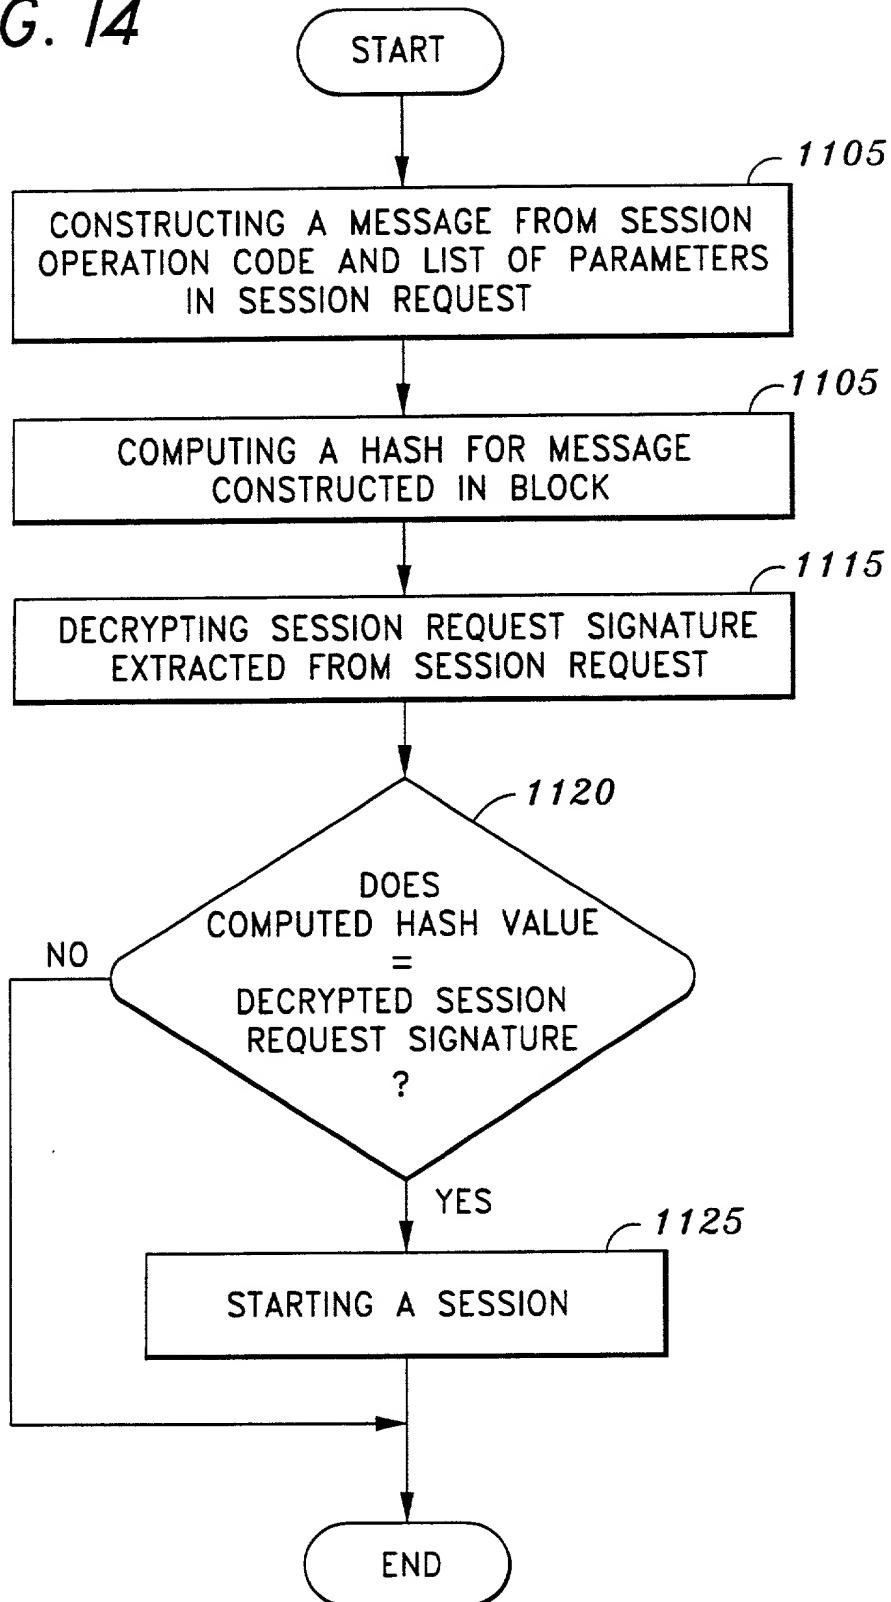 G. 14
START
1105
CONSTRUCTING A MESSAGE FROM SESSION
OPERATION CODE AND LIST OF PARAMETERS
IN SESSION REQUEST
1105
COMPUTING A HASH FOR MESSAGE
CONSTRUCTED IN BLOCK
1115
DECRYPTING SESSION REQUEST SIGNATURE
EXTRACTED FROM SESSION REQUEST
1120
DOES
COMPUTED HASH VALUE
=
DECRYPTED SESSION
REQUEST SIGNATURE
?
NO
YES
1125
STARTING A SESSION
END